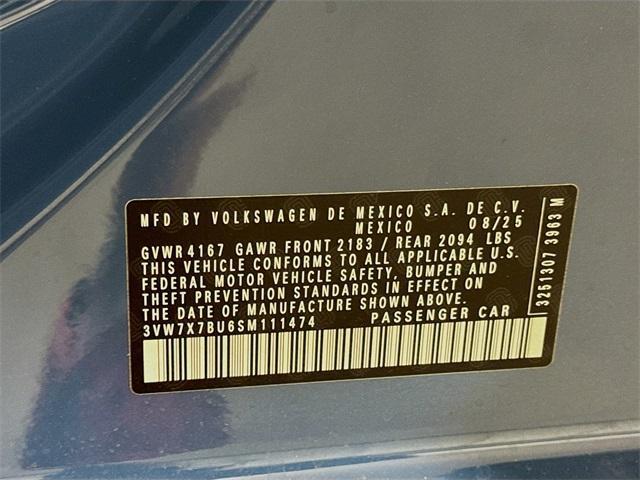 MFD BY VOLKSWAGEN DE MEXICO S.A. DE C.V.
MEXICO 08/25
GVWR 4167 GAWR FRONT 2183 / REAR 2094 LBS
THIS VEHICLE CONFORMS TO ALL APPLICABLE U.S.
FEDERAL MOTOR VEHICLE SAFETY, BUMPER AND
THEFT PREVENTION STANDARDS IN EFFECT ON
THE DATE OF MANUFACTURE SHOWN ABOVE.
3VW7X7BU6SM111474 PASSENGER CAR
3251307 3963 M